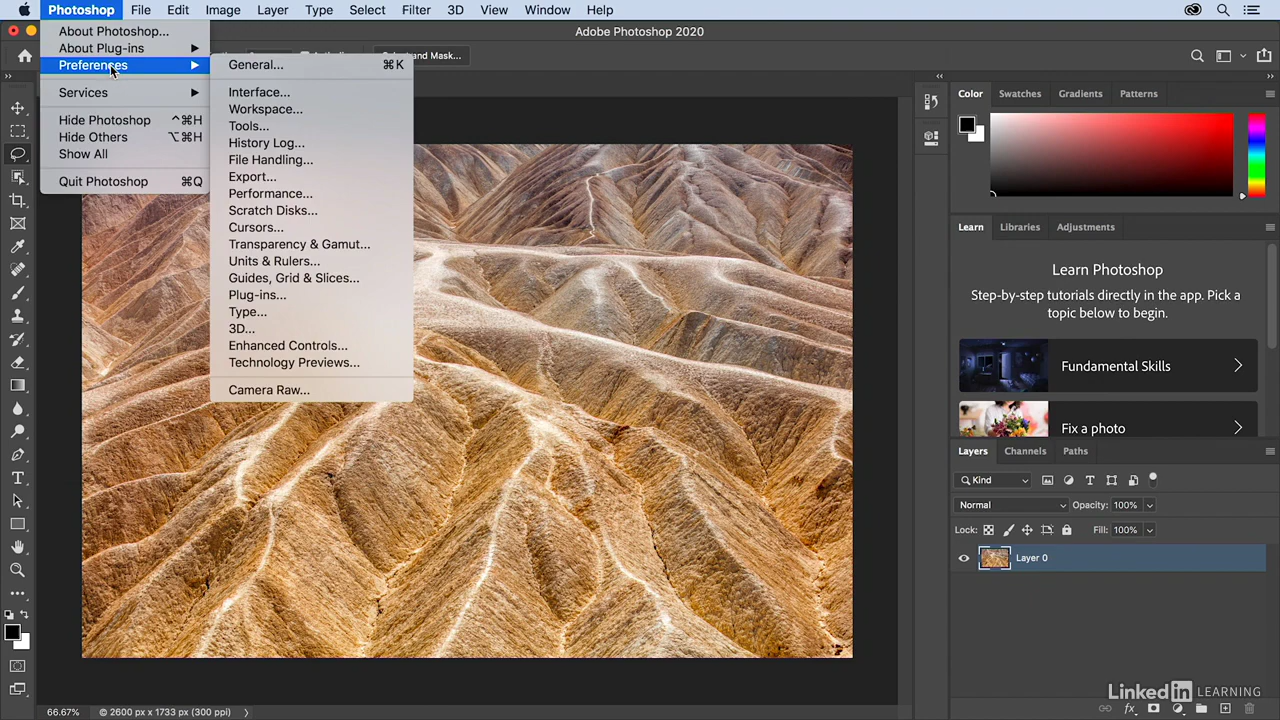 Photoshop File Edit Image Layer Type Select Filter 3D View Window Help
Adobe Photoshop 2020
About Photoshop...
About Plug-ins
Preferences
Services
Hide Photoshop ^⌘H
Hide Others ⌥⌘H
Show All
Quit Photoshop ⌘Q
General... ⌘K
Interface...
Workspace...
Tools...
History Log...
File Handling...
Export...
Performance...
Scratch Disks...
Cursors...
Transparency & Gamut...
Units & Rulers...
Guides, Grid & Slices...
Plug-ins...
Type...
3D...
Enhanced Controls...
Technology Previews...
Camera Raw...
Mask...
Color Swatches Gradients Patterns
Learn Libraries Adjustments
Learn Photoshop
Step-by-step tutorials directly in the app. Pick a
topic below to begin.
Fundamental Skills
Fix a photo
Layers Channels Paths
Kind
Normal Opacity: 100%
Lock: Fill: 100%
Layer 0
66.67% © 2600 px x 1733 px (300 ppi)
Linked in LEARNING